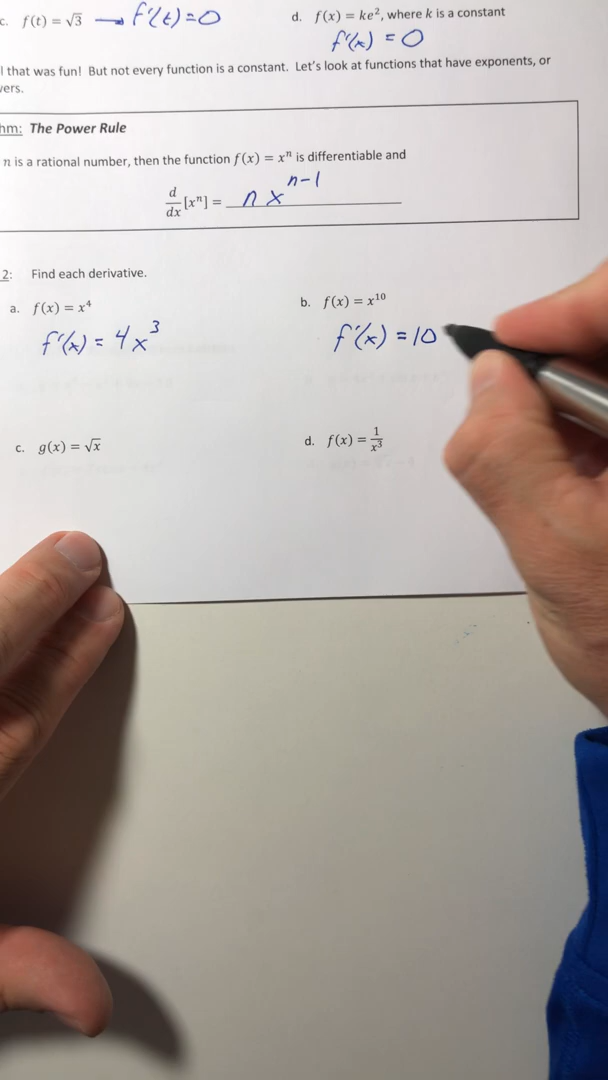 c. f(t) = √3 → f'(t)=0
d. f(x) = ke², where k is a constant
f'(x) = 0
l that was fun! But not every function is a constant. Let's look at functions that have exponents, or
vers.
hm: The Power Rule
n is a rational number, then the function f(x) = xⁿ is differentiable and
d/dx [xⁿ] = n xⁿ⁻¹
2: Find each derivative.
a. f(x) = x⁴
f'(x) = 4x³
b. f(x) = x¹⁰
f'(x) = 10
c. g(x) = √x
d. f(x) = 1/x³